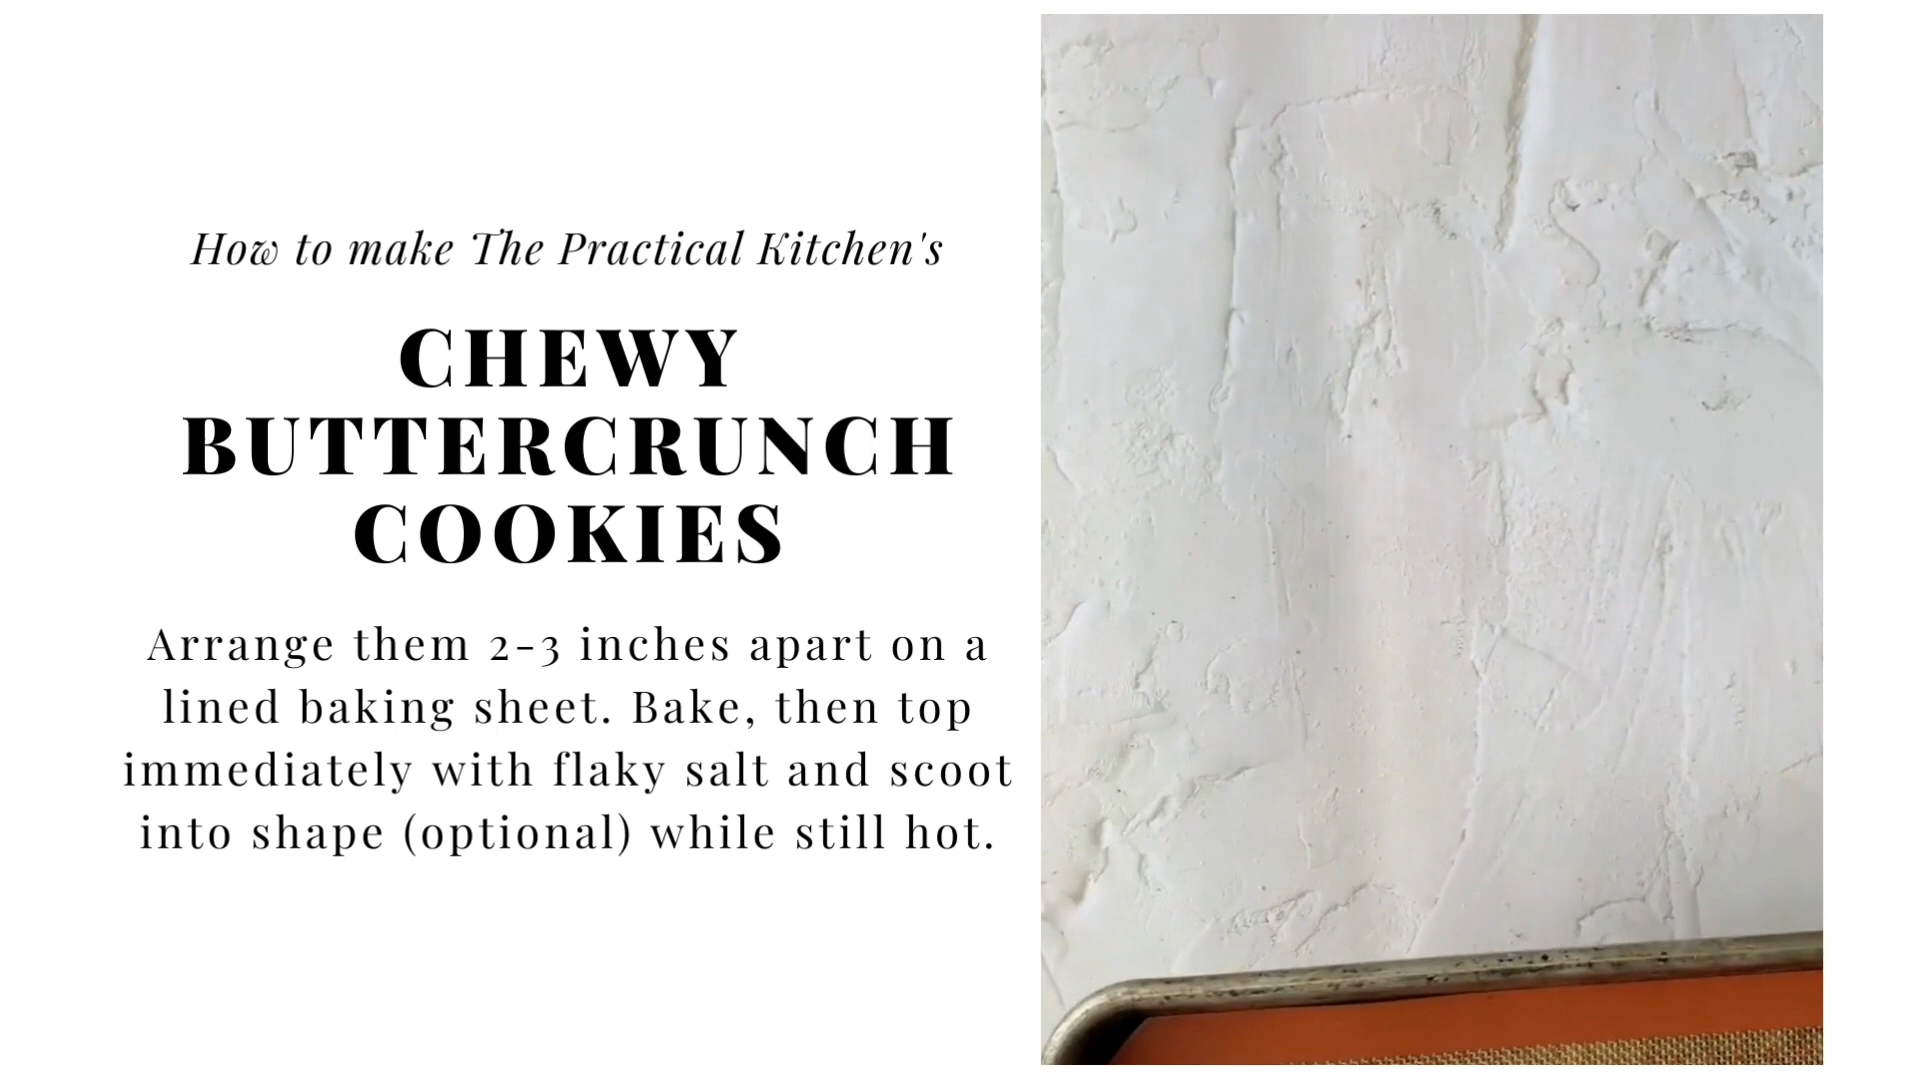 How to make The Practical Kitchen's
CHEWY
BUTTERCRUNCH
COOKIES
Arrange them 2-3 inches apart on a
lined baking sheet. Bake, then top
immediately with flaky salt and scoot
into shape (optional) while still hot.